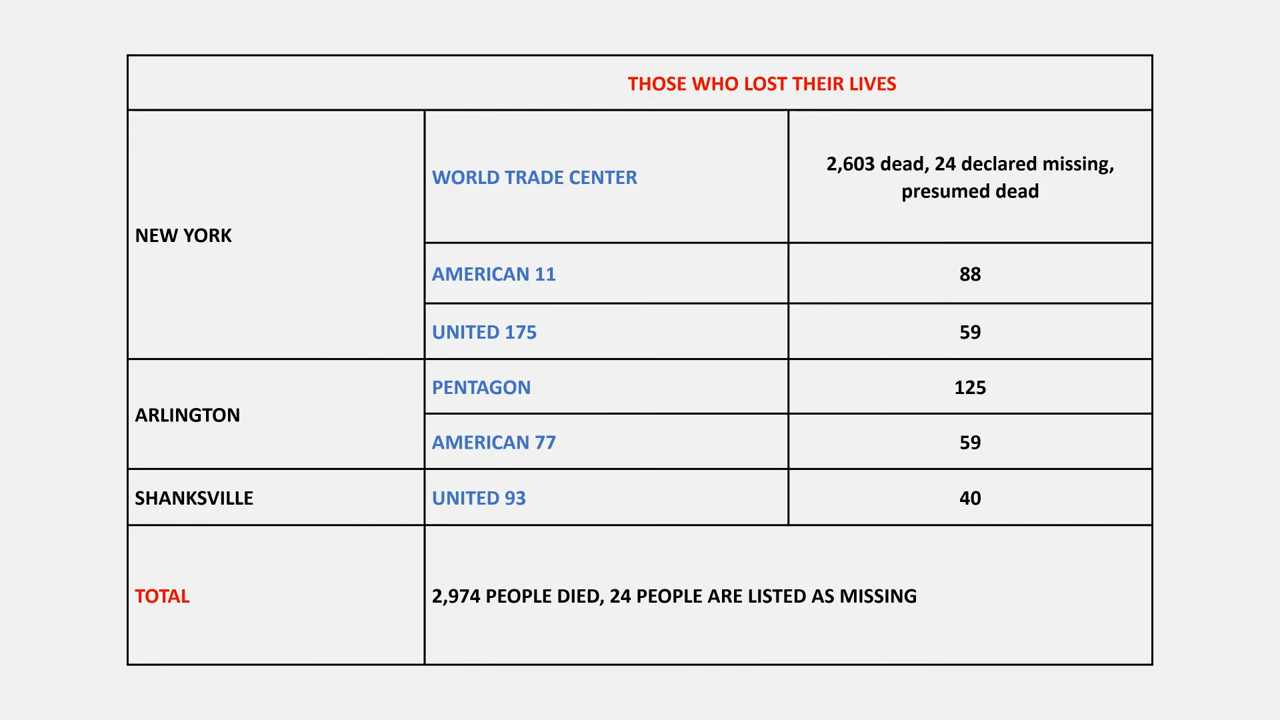 THOSE WHO LOST THEIR LIVES
NEW YORK
WORLD TRADE CENTER
2,603 dead, 24 declared missing,
presumed dead
AMERICAN 11
88
UNITED 175
59
ARLINGTON
PENTAGON
125
AMERICAN 77
59
SHANKSVILLE
UNITED 93
40
TOTAL
2,974 PEOPLE DIED, 24 PEOPLE ARE LISTED AS MISSING